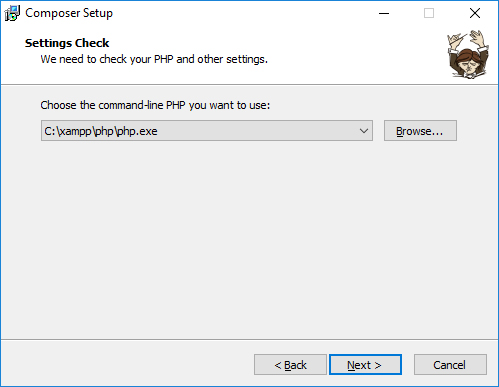 Composer Setup
Settings Check
We need to check your PHP and other settings.
Choose the command-line PHP you want to use:
C:\xampp\php\php.exe
Browse...
< Back
Next >
Cancel